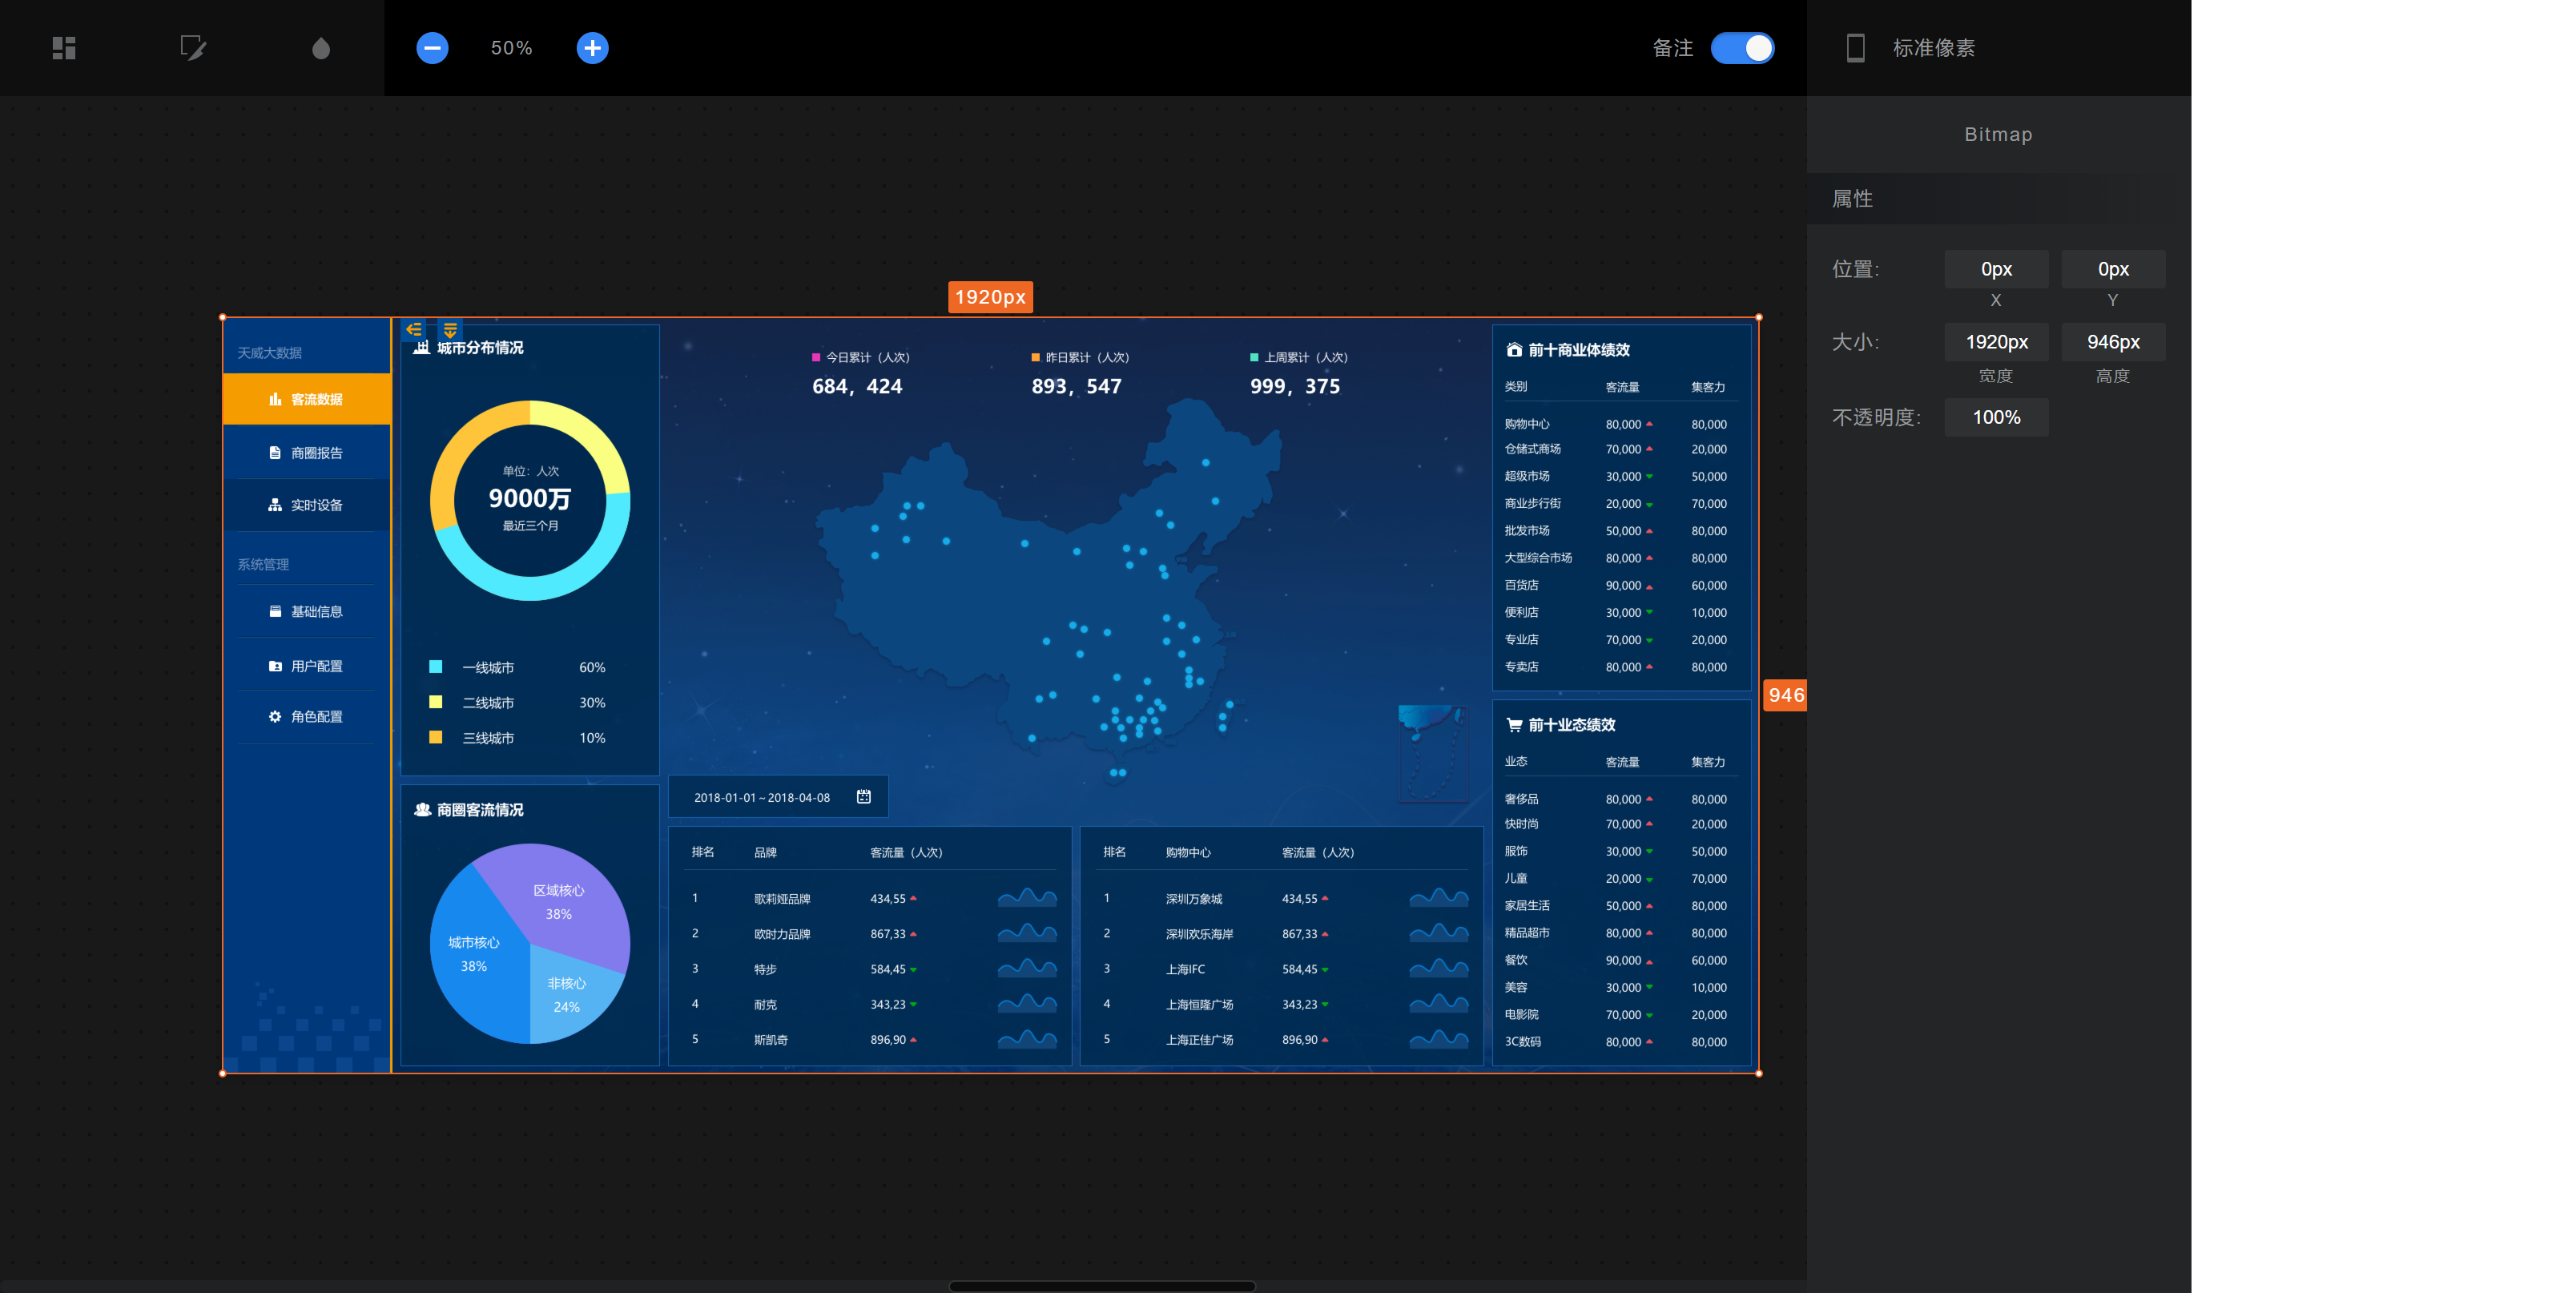 50%
备注
标准像素
Bitmap
属性
位置:
0px
0px
X
Y
大小:
1920px
946px
宽度
高度
不透明度:
100%
1920px
946
天威大数据
客流数据
商圈报告
实时设备
系统管理
基础信息
用户配置
角色配置
城市分布情况
单位：人次
9000万
最近三个月
一线城市 60%
二线城市 30%
三线城市 10%
商圈客流情况
区域核心
38%
城市核心
38%
非核心
24%
今日累计（人次）
684，424
昨日累计（人次）
893，547
上周累计（人次）
999，375
2018-01-01 ~ 2018-04-08
排名 品牌 客流量（人次）
1 歌莉娅品牌 434,55
2 欧时力品牌 867,33
3 特步 584,45
4 耐克 343,23
5 斯凯奇 896,90
排名 购物中心 客流量（人次）
1 深圳万象城 434,55
2 深圳欢乐海岸 867,33
3 上海IFC 584,45
4 上海恒隆广场 343,23
5 上海正佳广场 896,90
前十商业体绩效
类别 客流量 集客力
购物中心 80,000 80,000
仓储式商场 70,000 20,000
超级市场 30,000 50,000
商业步行街 20,000 70,000
批发市场 50,000 80,000
大型综合市场 80,000 80,000
百货店 90,000 60,000
便利店 30,000 10,000
专业店 70,000 20,000
专卖店 80,000 80,000
前十业态绩效
业态 客流量 集客力
奢侈品 80,000 80,000
快时尚 70,000 20,000
服饰 30,000 50,000
儿童 20,000 70,000
家居生活 50,000 80,000
精品超市 80,000 80,000
餐饮 90,000 60,000
美容 30,000 10,000
电影院 70,000 20,000
3C数码 80,000 80,000